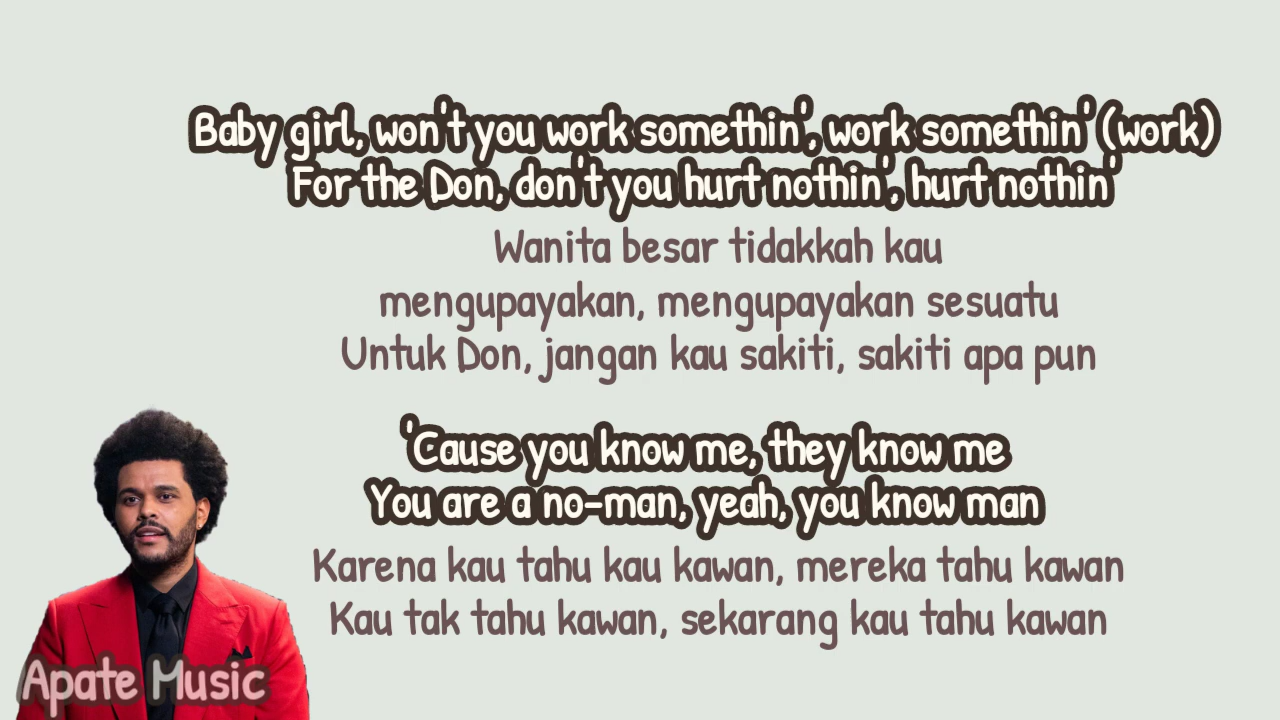 Baby girl, won't you work somethin', work somethin' (work)
For the Don, don't you hurt nothin', hurt nothin'
Wanita besar tidakkah kau
mengupayakan, mengupayakan sesuatu
Untuk Don, jangan kau sakiti, sakiti apa pun
'Cause you know me, they know me
You are a no-man, yeah, you know man
Karena kau tahu kau kawan, mereka tahu kawan
Kau tak tahu kawan, sekarang kau tahu kawan
Apate Music